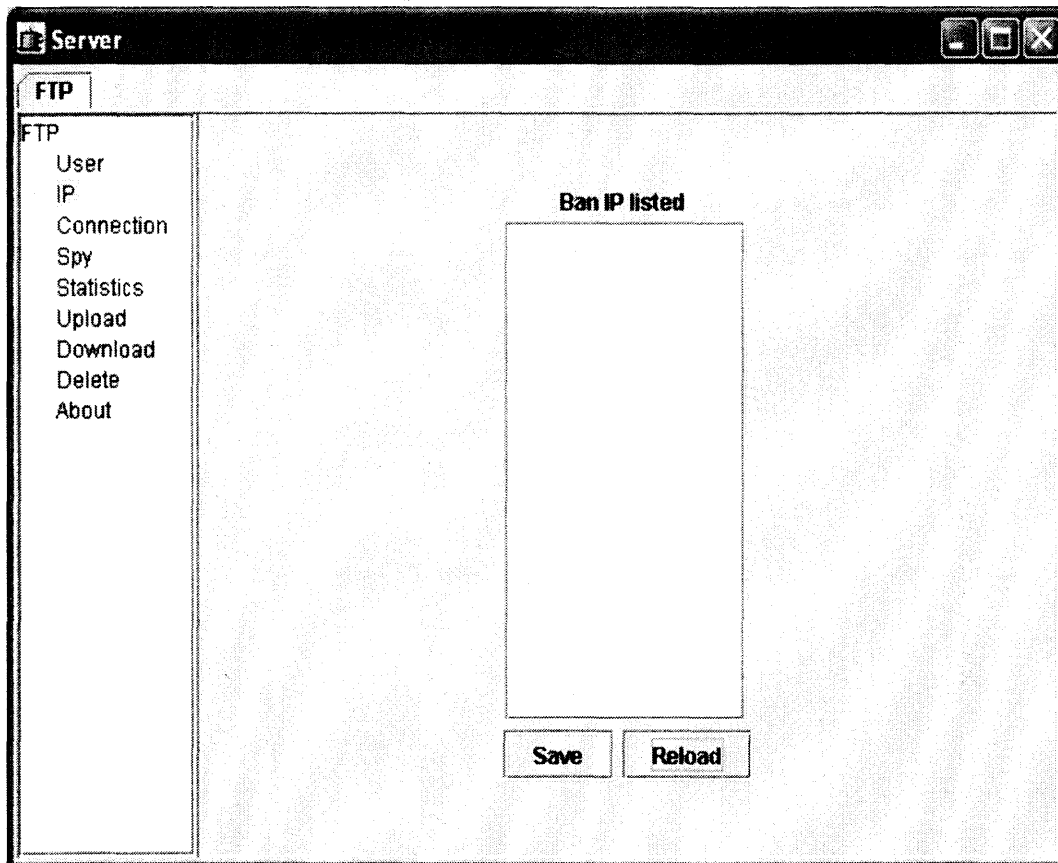 Server
FTP
FTP
User
IP
Connection
Spy
Statistics
Upload
Download
Delete
About
Ban IP listed
Save Reload